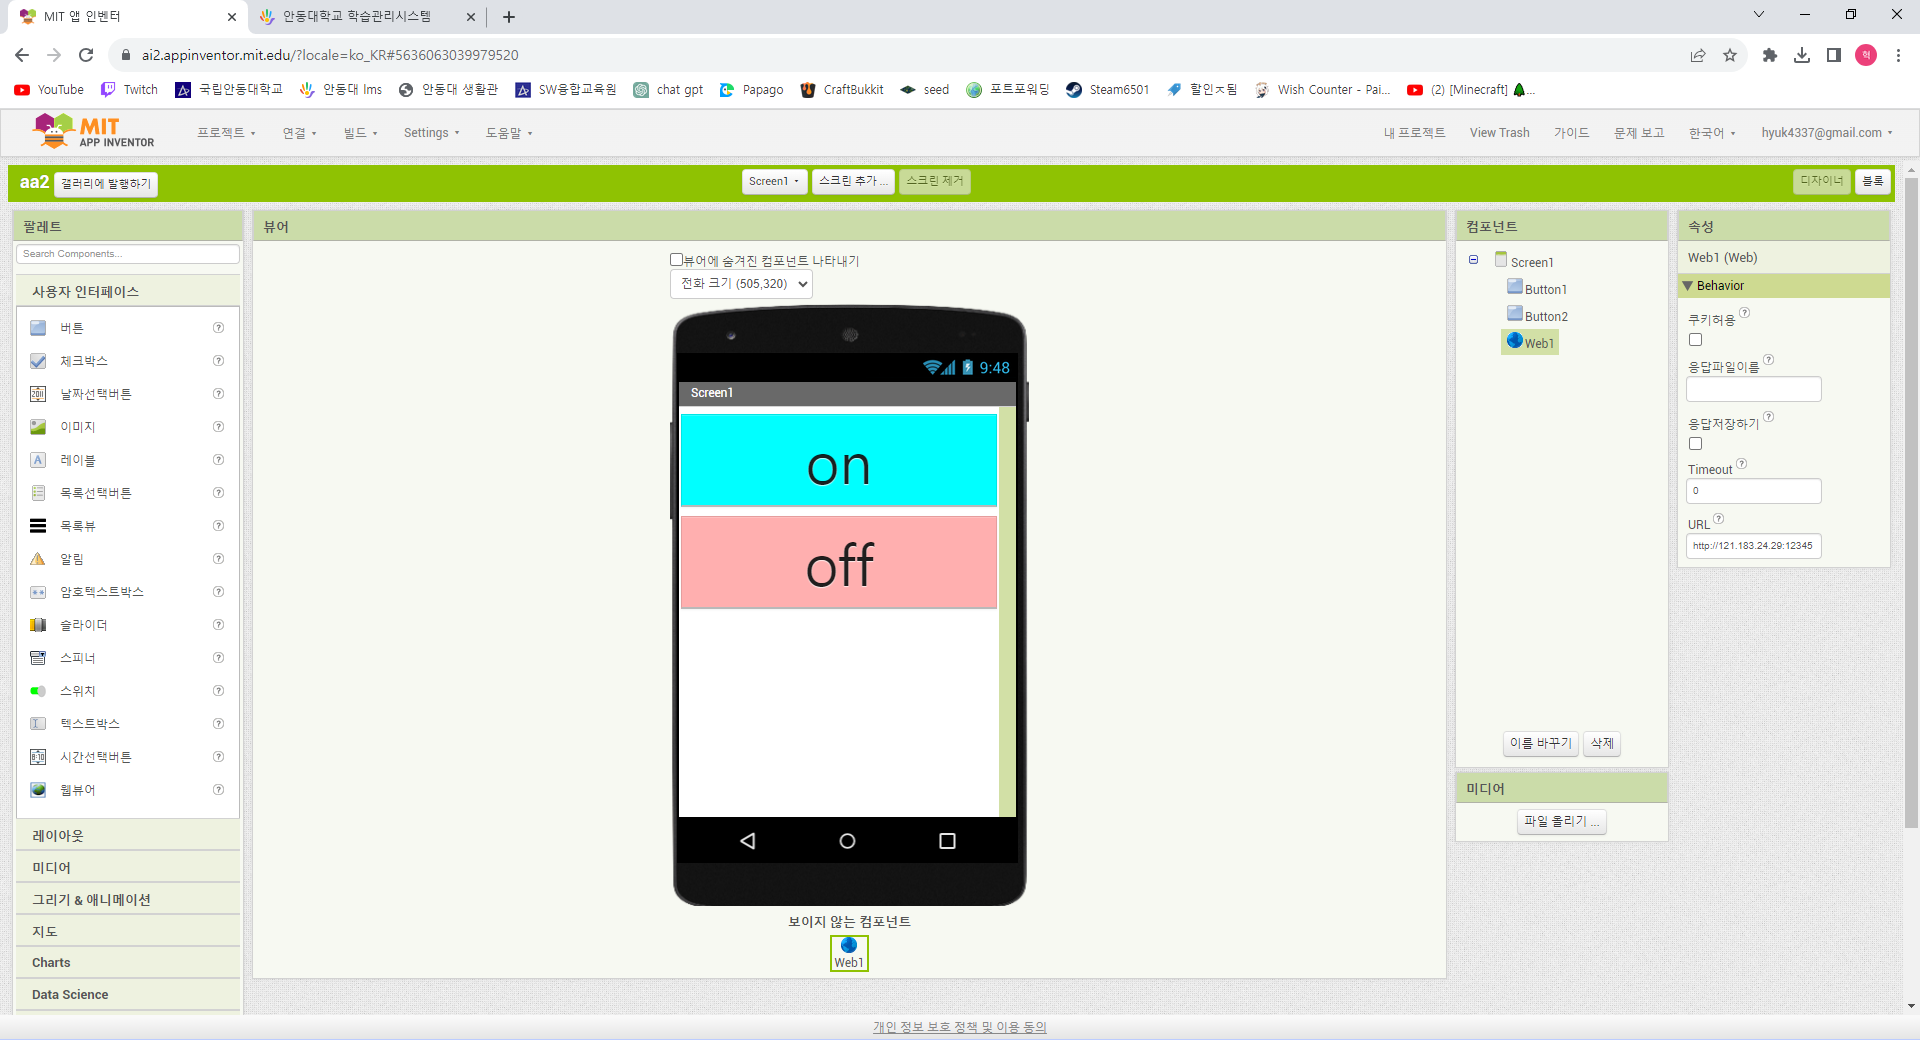 MIT 앱 인벤터
안동대학교 학습관리시스템
ai2.appinventor.mit.edu/?locale=ko_KR#5636063039979520
혁
YouTube Twitch 국립안동대학교 안동대 lms 안동대 생활관 SW융합교육원 chat gpt Papago CraftBukkit seed 포트포워딩 Steam6501 할인ㅈ됨 Wish Counter - Pai... (2) [Minecraft] 🌲...
MIT
APP INVENTOR
프로젝트 연결 빌드 Settings 도움말
내 프로젝트 View Trash 가이드 문제 보고 한국어 hyuk4337@gmail.com
aa2 갤러리에 발행하기
Screen1 스크린 추가 ... 스크린 제거
디자이너 블록
팔레트
Search Components...
사용자 인터페이스
버튼 ?
체크박스 ?
날짜선택버튼 ?
이미지 ?
레이블 ?
목록선택버튼 ?
목록뷰 ?
알림 ?
암호텍스트박스 ?
슬라이더 ?
스피너 ?
스위치 ?
텍스트박스 ?
시간선택버튼 ?
웹뷰어 ?
레이아웃
미디어
그리기 & 애니메이션
지도
Charts
Data Science
뷰어
뷰어에 숨겨진 컴포넌트 나타내기
전화 크기 (505,320)
9:48
Screen1
on
off
보이지 않는 컴포넌트
Web1
컴포넌트
Screen1
Button1
Button2
Web1
이름 바꾸기 삭제
미디어
파일 올리기 ...
속성
Web1 (Web)
Behavior
쿠키허용 ?
응답파일이름 ?
응답저장하기 ?
Timeout ?
0
URL ?
http://121.183.24.29:12345
개인 정보 보호 정책 및 이용 동의